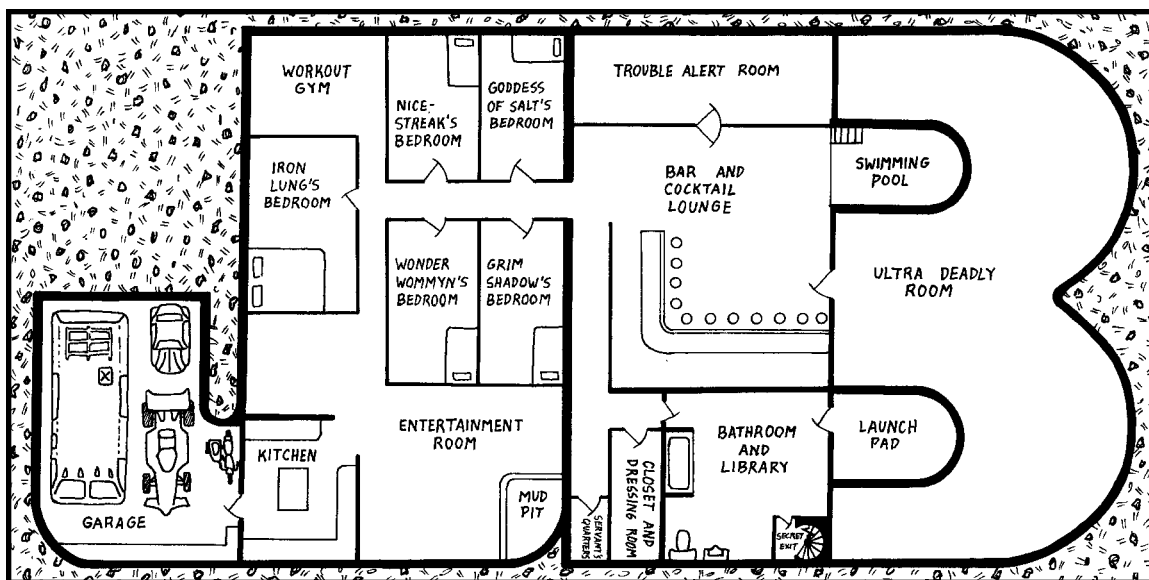 WORKOUT
GYM
NICE-
STREAK'S
BEDROOM
GODDESS
OF SALT'S
BEDROOM
TROUBLE ALERT ROOM
IRON
LUNG'S
BEDROOM
BAR AND
COCKTAIL
LOUNGE
SWIMMING
POOL
WONDER
WOMMYN'S
BEDROOM
GRIM
SHADOW'S
BEDROOM
ULTRA DEADLY
ROOM
GARAGE
KITCHEN
ENTERTAINMENT
ROOM
MUD
PIT
SERVANT'S
QUARTERS
CLOSET AND
DRESSING ROOM
BATHROOM
AND
LIBRARY
SECRET
EXIT
LAUNCH
PAD